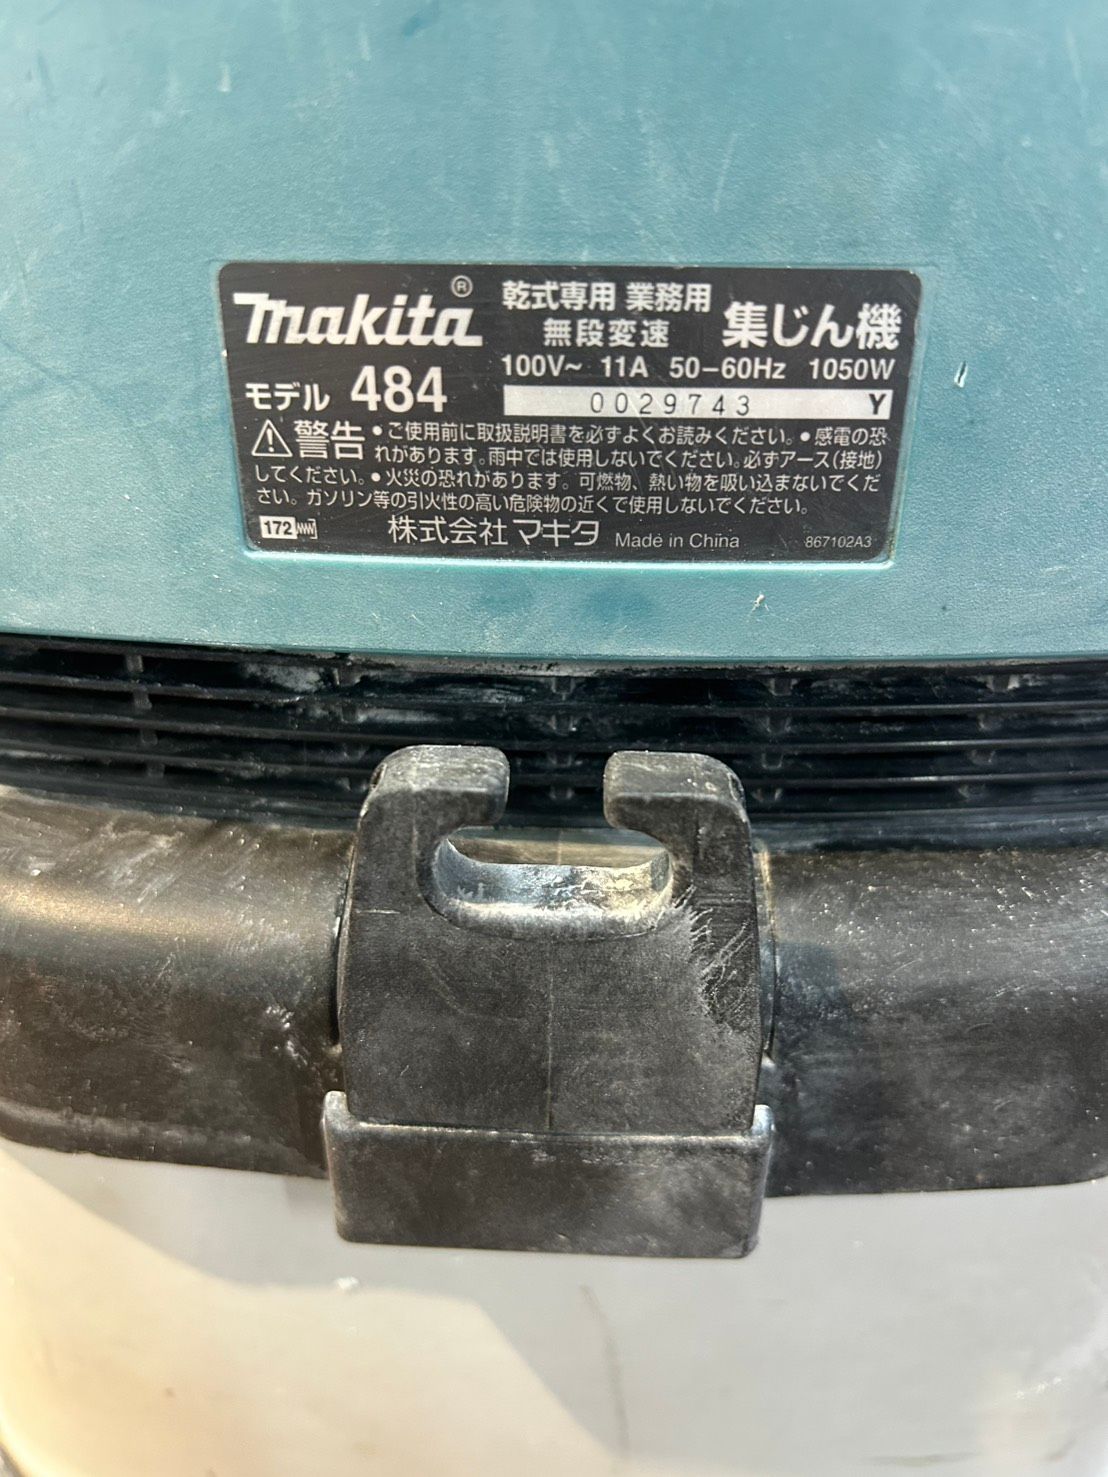 makita®
乾式専用 業務用
無段変速
集じん機
100V~ 11A 50-60Hz 1050W
モデル 484
0029743 Y
警告 •ご使用前に取扱説明書を必ずよくお読みください。•感電の恐
れがあります。雨中では使用しないでください。必ずアース(接地)
してください。•火災の恐れがあります。可燃物、熱い物を吸い込まないでくだ
さい。ガソリン等の引火性の高い危険物の近くで使用しないでください。
172
株式会社マキタ Made in China 867102A3